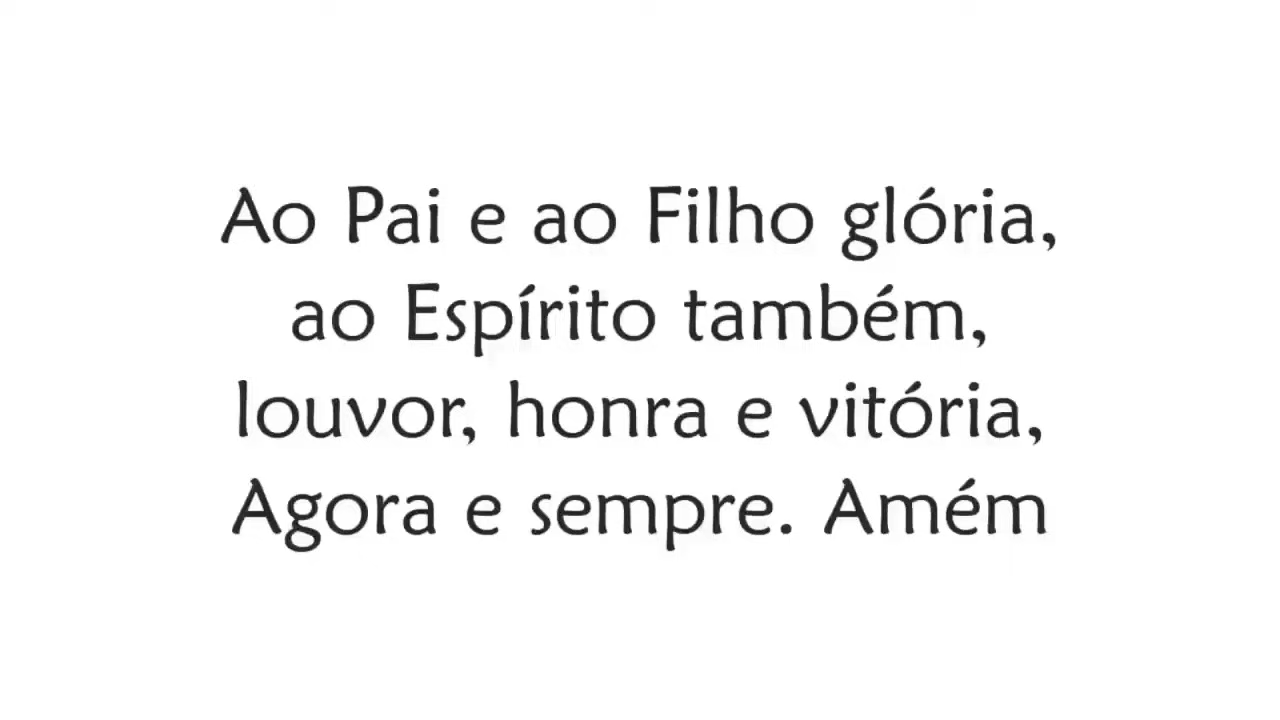 Ao Pai e ao Filho glória,
ao Espírito também,
louvor, honra e vitória,
Agora e sempre. Amém